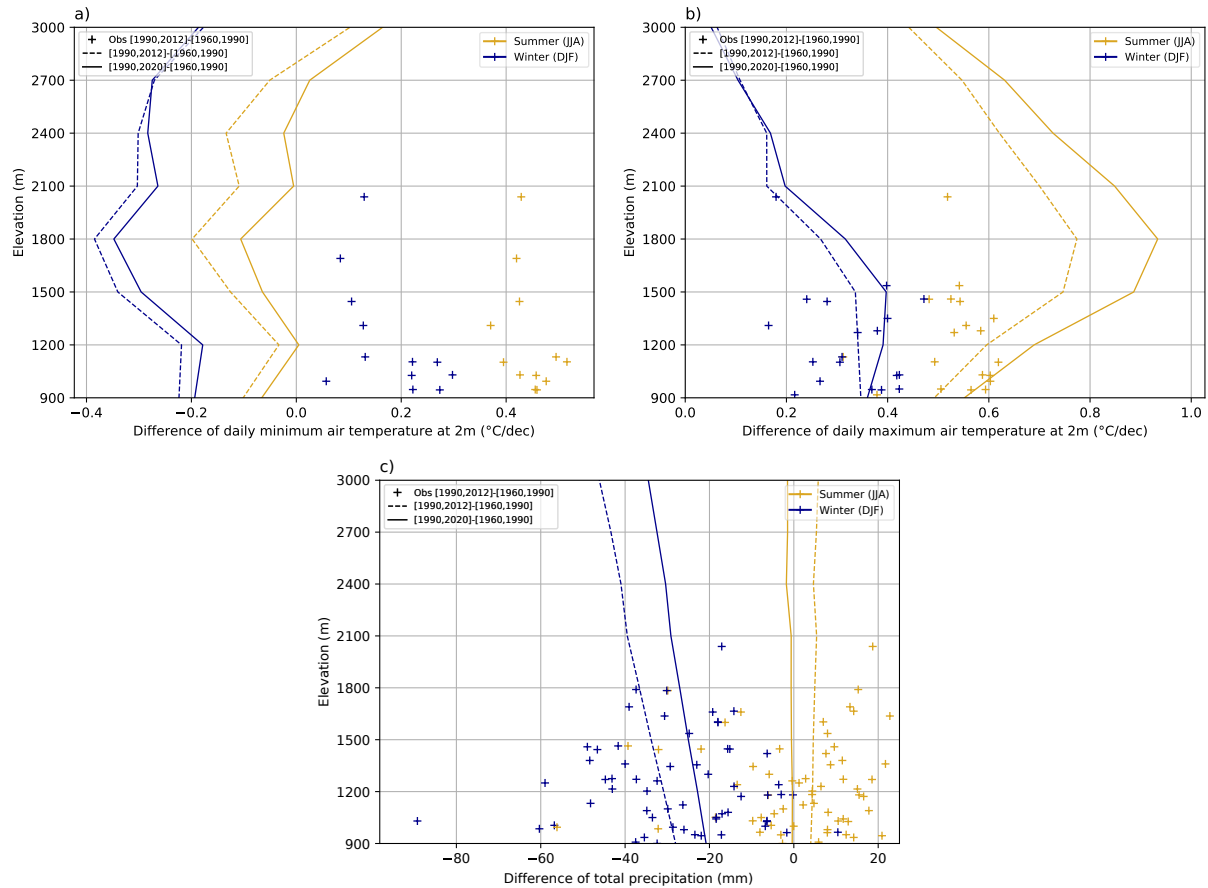 a)
3000
2700
2400
2100
1800
1500
1200
900
Elevation (m)
Obs [1990,2012]-[1960,1990]
[1990,2012]-[1960,1990]
[1990,2020]-[1960,1990]
Summer (JJA)
Winter (DJF)
−0.4 −0.2 0.0 0.2 0.4
Difference of daily minimum air temperature at 2m (°C/dec)
b)
3000
2700
2400
2100
1800
1500
1200
900
Elevation (m)
Obs [1990,2012]-[1960,1990]
[1990,2012]-[1960,1990]
[1990,2020]-[1960,1990]
Summer (JJA)
Winter (DJF)
0.0 0.2 0.4 0.6 0.8 1.0
Difference of daily maximum air temperature at 2m (°C/dec)
c)
3000
2700
2400
2100
1800
1500
1200
900
Elevation (m)
Obs [1990,2012]-[1960,1990]
[1990,2012]-[1960,1990]
[1990,2020]-[1960,1990]
Summer (JJA)
Winter (DJF)
−80 −60 −40 −20 0 20
Difference of total precipitation (mm)